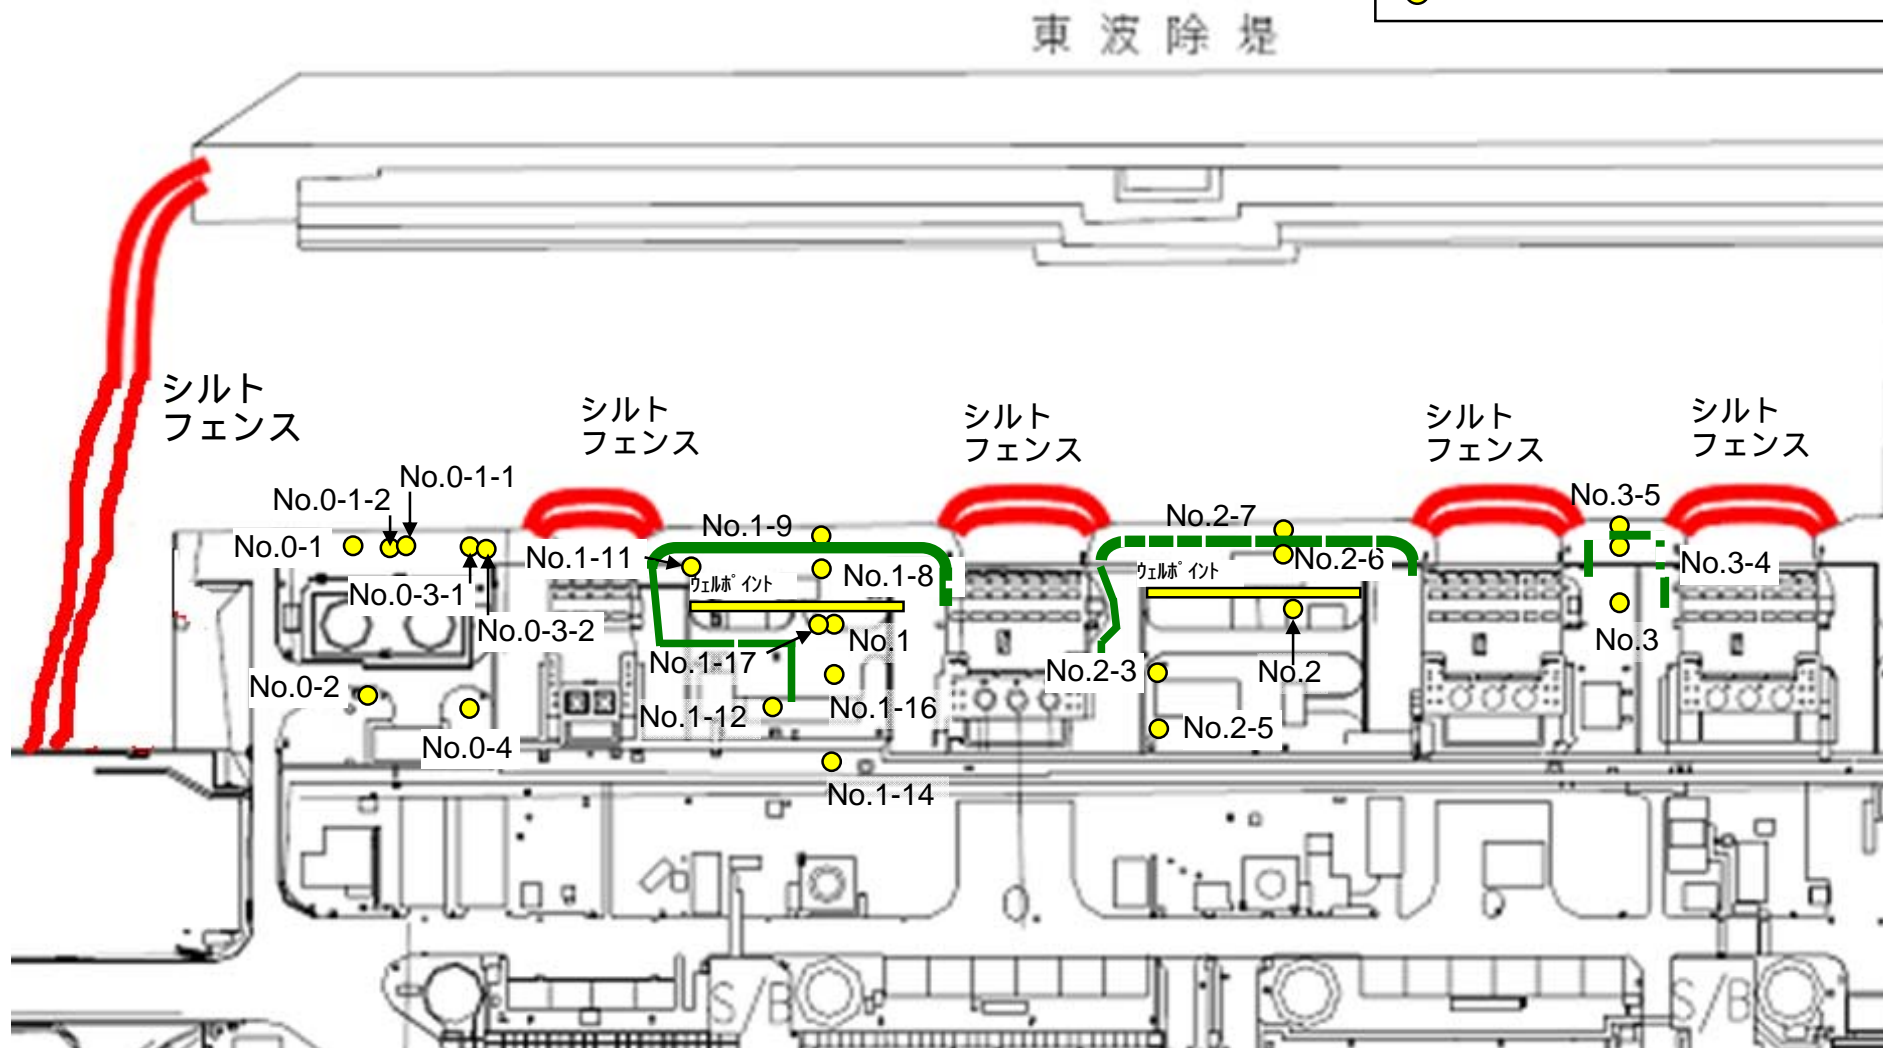 東波除堤
シルト
フェンス
シルト
フェンス
シルト
フェンス
シルト
フェンス
シルト
フェンス
No.0-1-1
No.0-1-2
No.0-1
No.0-3-1
No.0-3-2
No.0-2
No.0-4
No.1-9
No.1-11
No.1-8
ｳｪﾙﾎﾟｲﾝﾄ
No.1
No.1-17
No.1-16
No.1-12
No.1-14
No.2-7
No.2-6
ｳｪﾙﾎﾟｲﾝﾄ
No.2-3
No.2
No.2-5
No.3-5
No.3-4
No.3
S/B
S/B